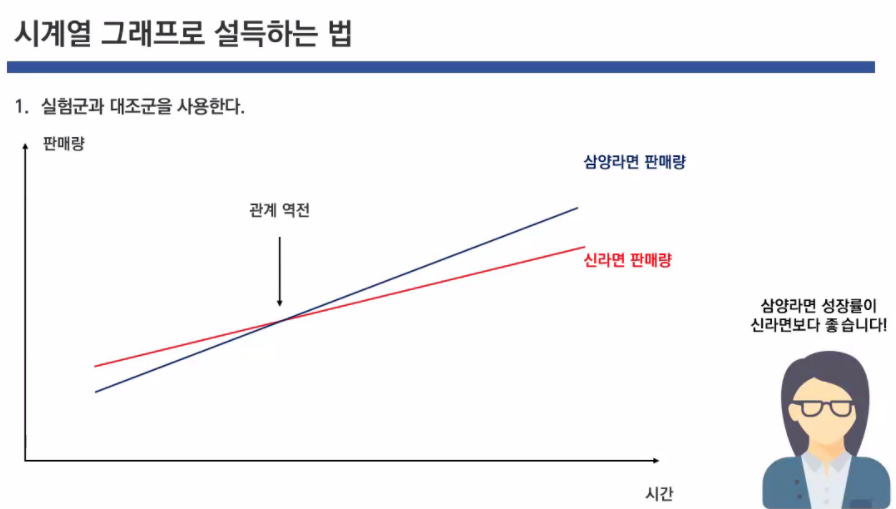 시계열 그래프로 설득하는 법
1. 실험군과 대조군을 사용한다.
판매량
삼양라면 판매량
관계 역전
신라면 판매량
삼양라면 성장률이
신라면보다 좋습니다!
시간